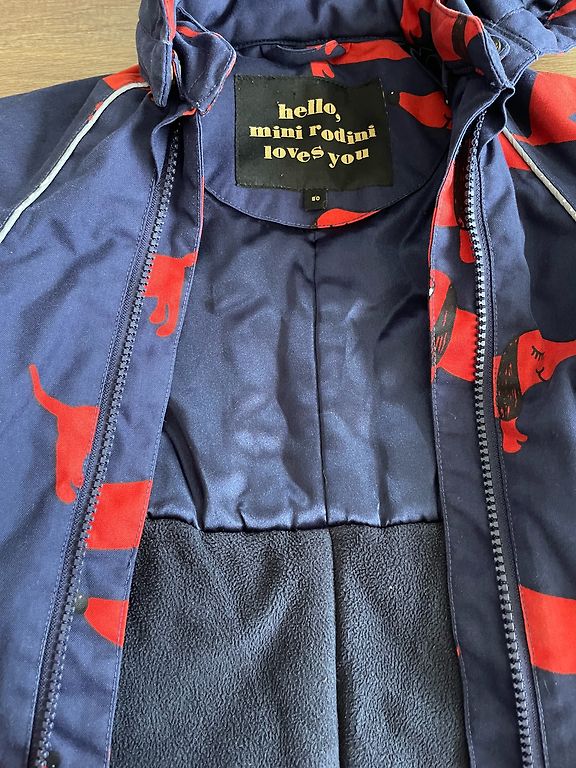 hello,
mini rodini
loves you
80